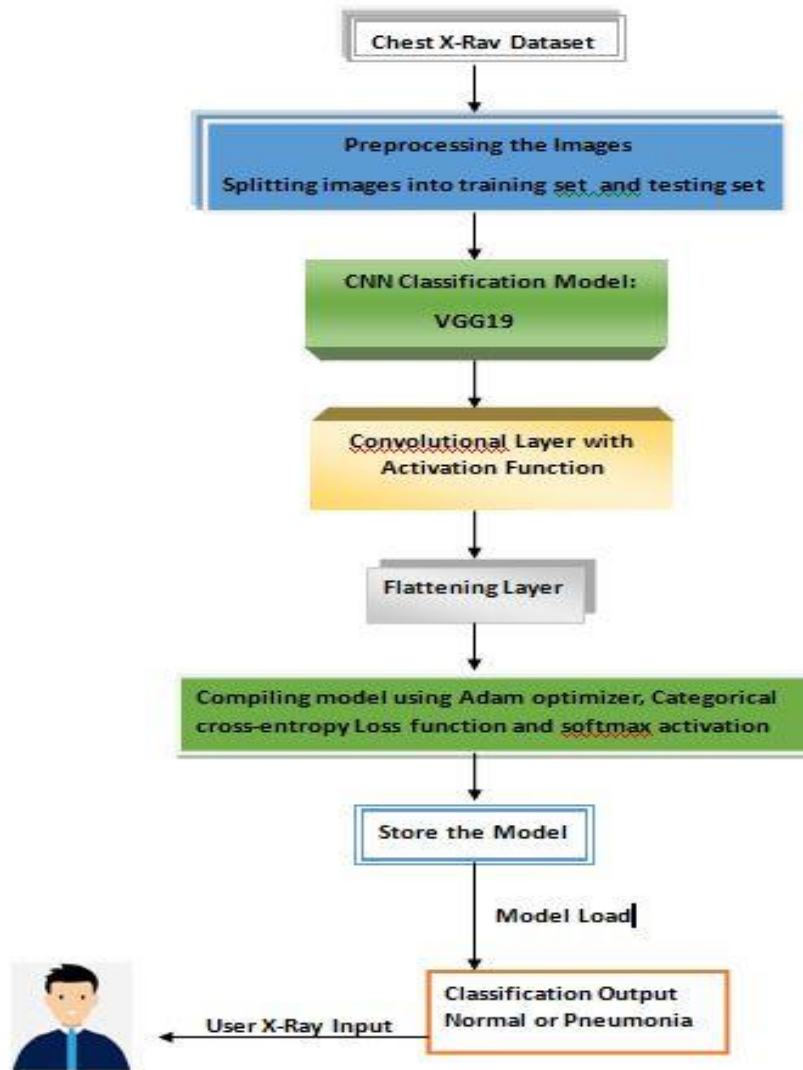 Chest X-Rav Dataset
Preprocessing the Images
Splitting images into training set and testing set
CNN Classification Model:
VGG19
Convolutional Layer with
Activation Function
Flattening Layer
Compiling model using Adam optimizer, Categorical
cross-entropy Loss function and softmax activation
Store the Model
Model Load
Classification Output
Normal or Pneumonia
User X-Ray Input